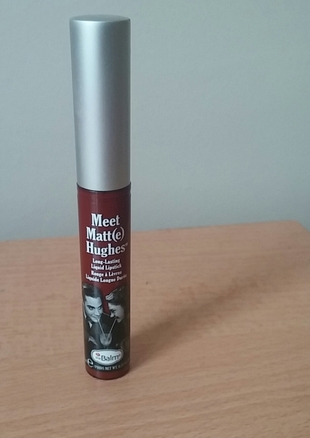 Meet
Matt(e)
Hughes®
Long-Lasting
Liquid Lipstick
Rouge à Lèvres
Liquide Longue Durée
theBalm®